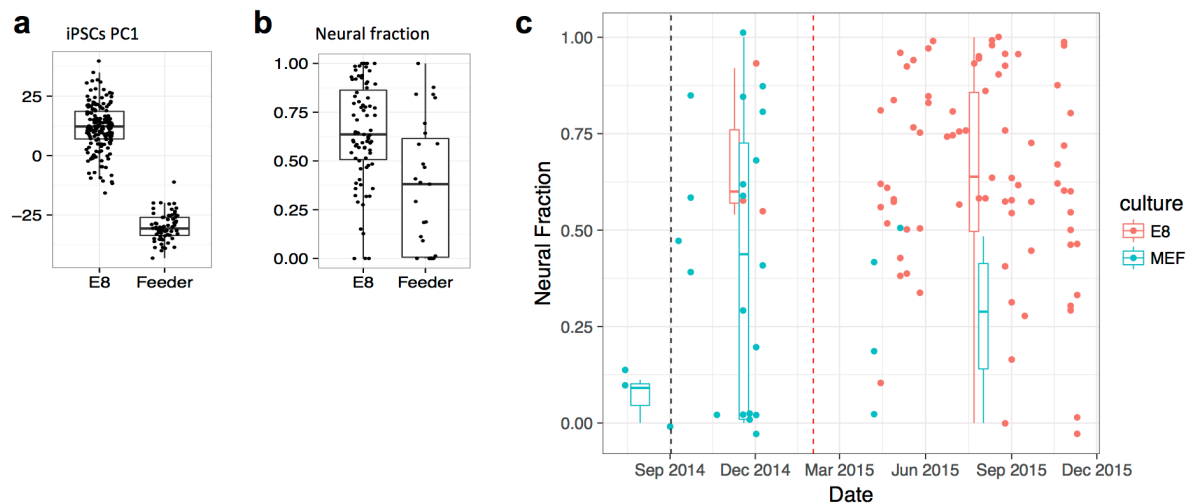 a
iPSCs PC1
25
0
−25
E8 Feeder
b
Neural fraction
1.00
0.75
0.50
0.25
0.00
E8 Feeder
c
Neural Fraction
1.00
0.75
0.50
0.25
0.00
Sep 2014 Dec 2014 Mar 2015 Jun 2015 Sep 2015 Dec 2015
Date
culture
E8
MEF